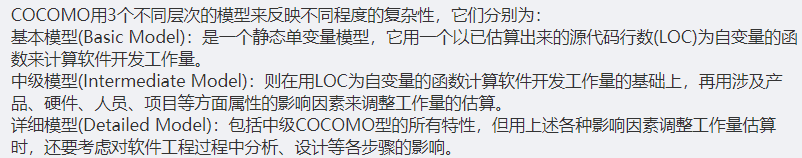 COCOMO用3个不同层次的模型来反映不同程度的复杂性，它们分别为：
基本模型(Basic Model)：是一个静态单变量模型，它用一个以已估算出来的源代码行数(LOC)为自变量的函
数来计算软件开发工作量。
中级模型(Intermediate Model)：则在用LOC为自变量的函数计算软件开发工作量的基础上，再用涉及产
品、硬件、人员、项目等方面属性的影响因素来调整工作量的估算。
详细模型(Detailed Model)：包括中级COCOMO型的所有特性，但用上述各种影响因素调整工作量估算
时，还要考虑对软件工程过程中分析、设计等各步骤的影响。